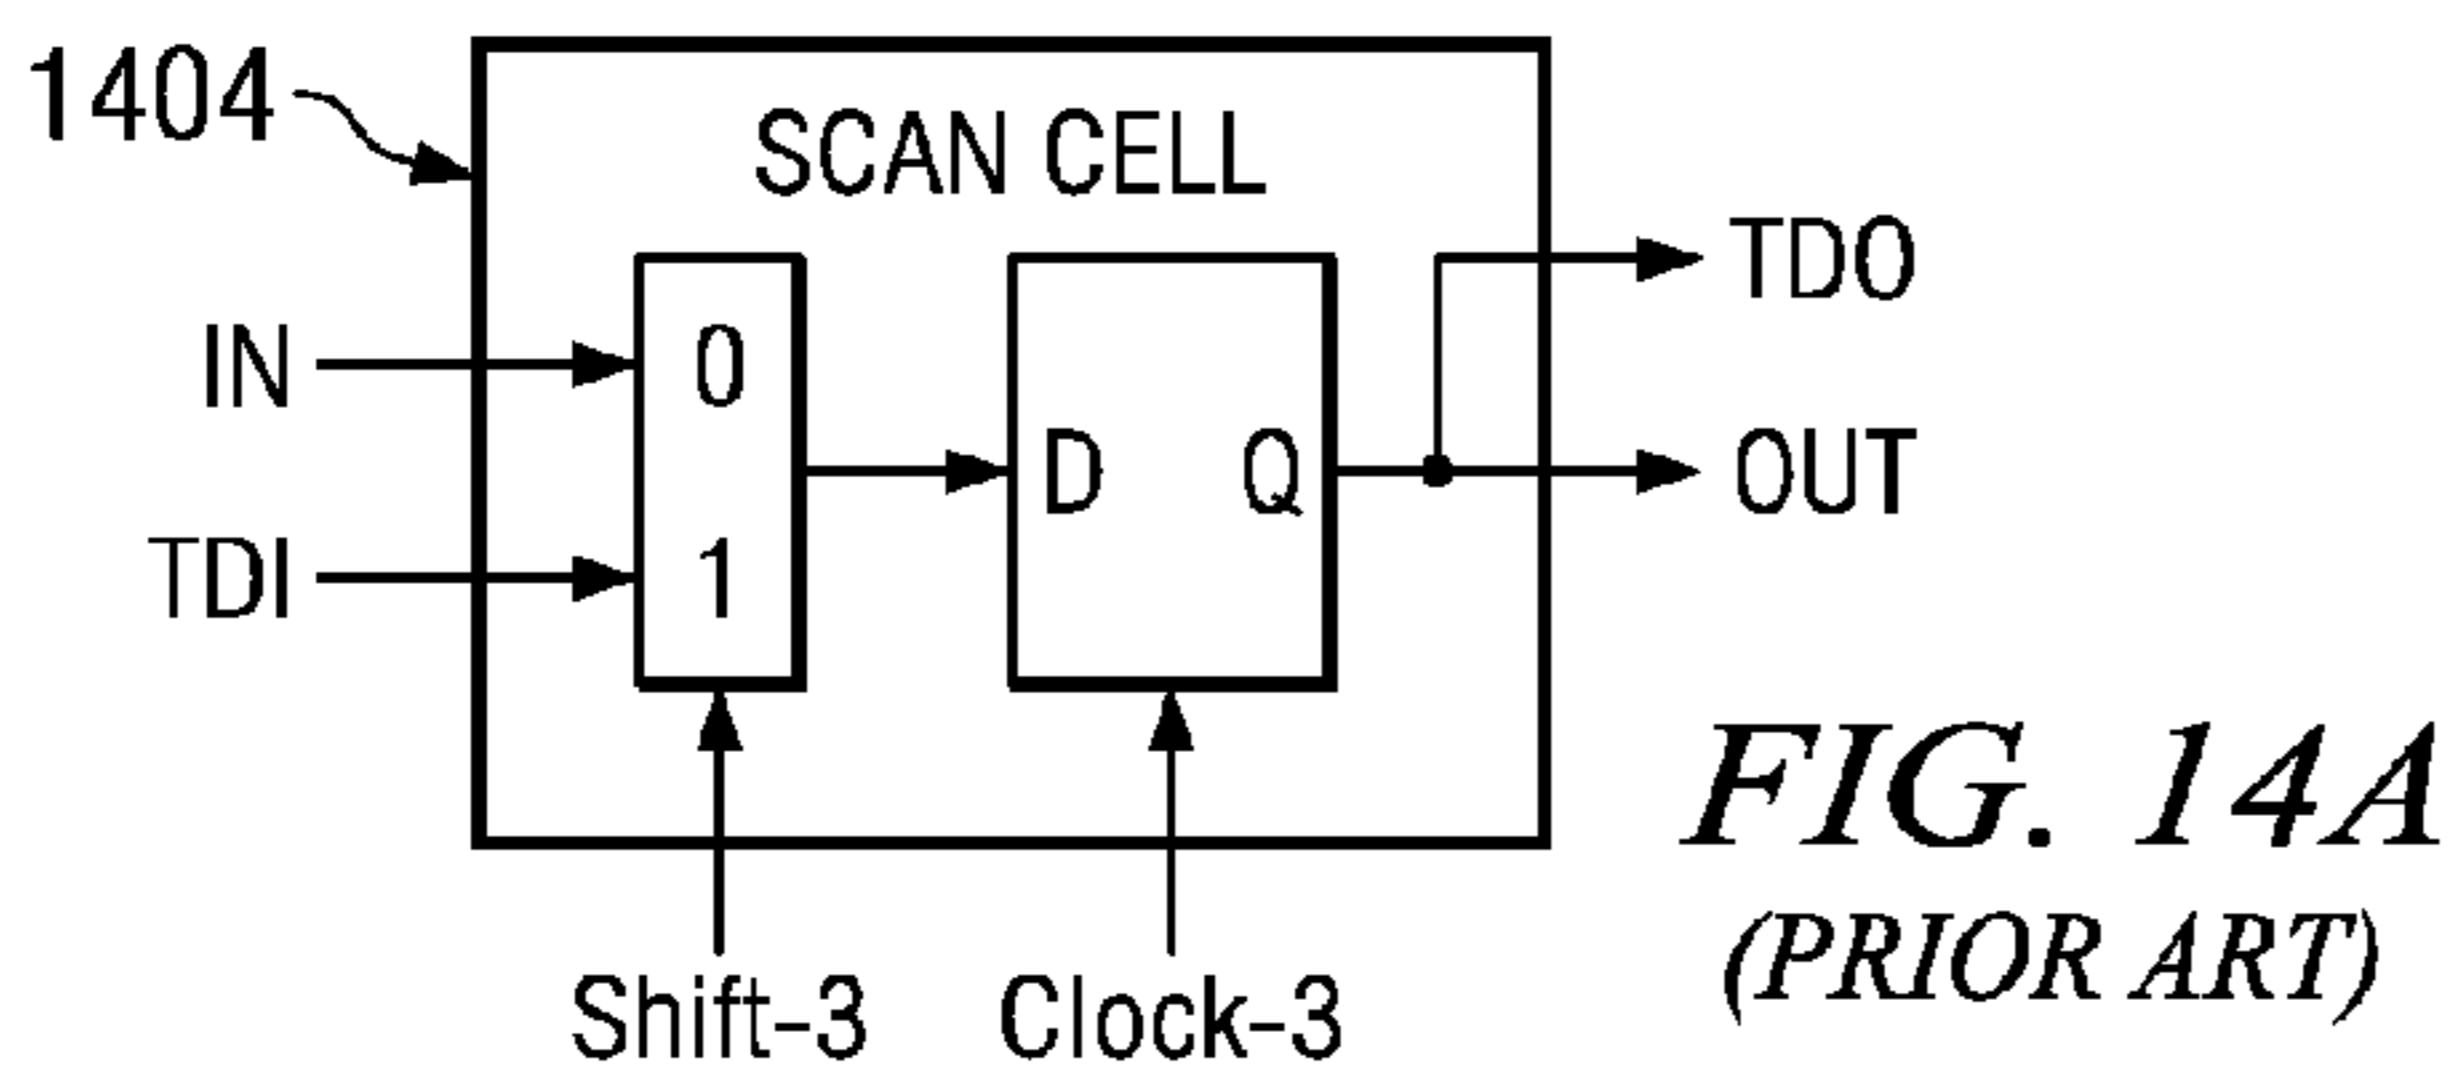 1404
SCAN CELL
TDO
IN
0
D Q
OUT
TDI
1
FIG. 14A
(PRIOR ART)
Shift-3
Clock-3